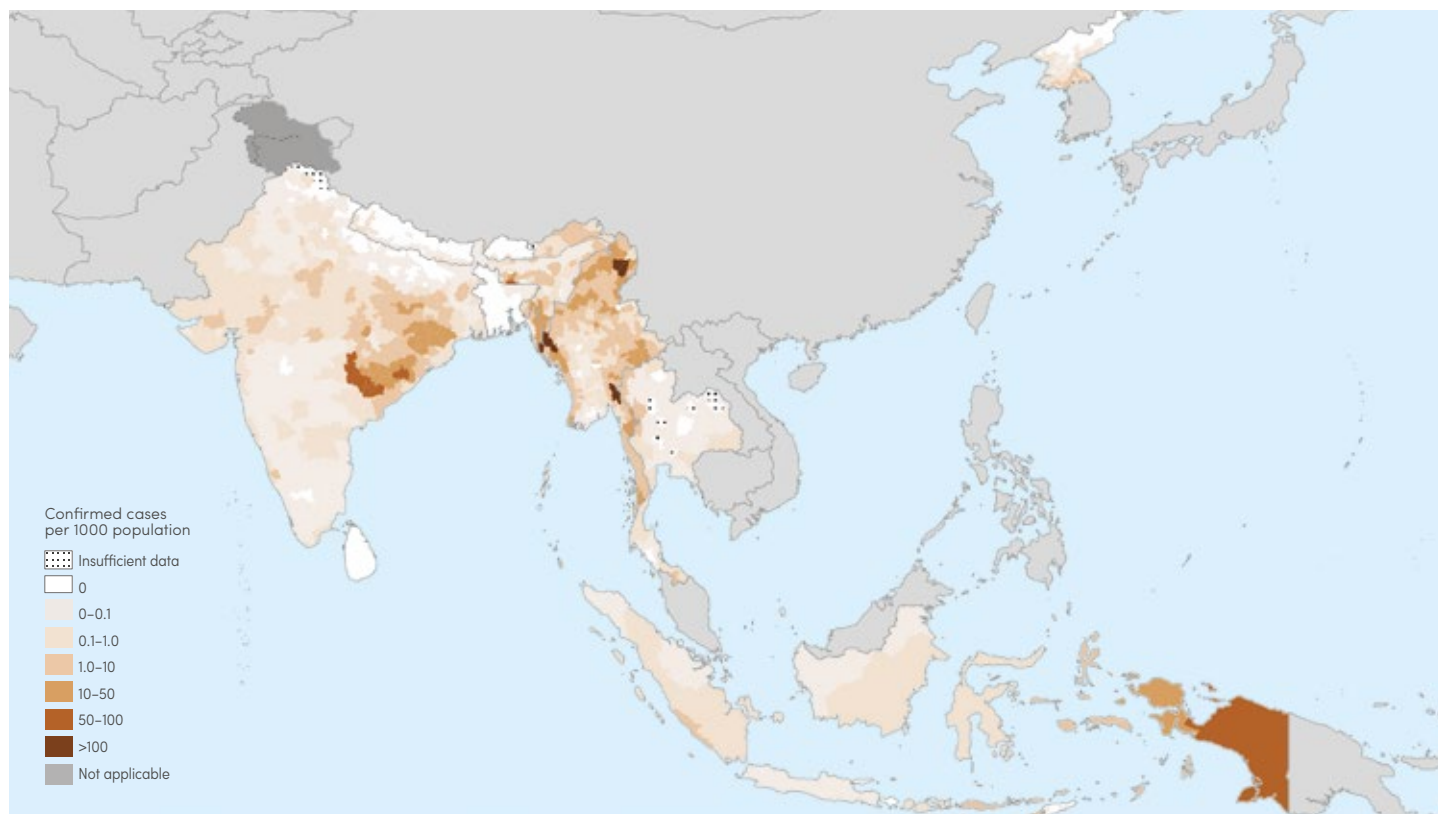 Confirmed cases
per 1000 population
Insufficient data
0
0–0.1
0.1–1.0
1.0–10
10–50
50–100
>100
Not applicable